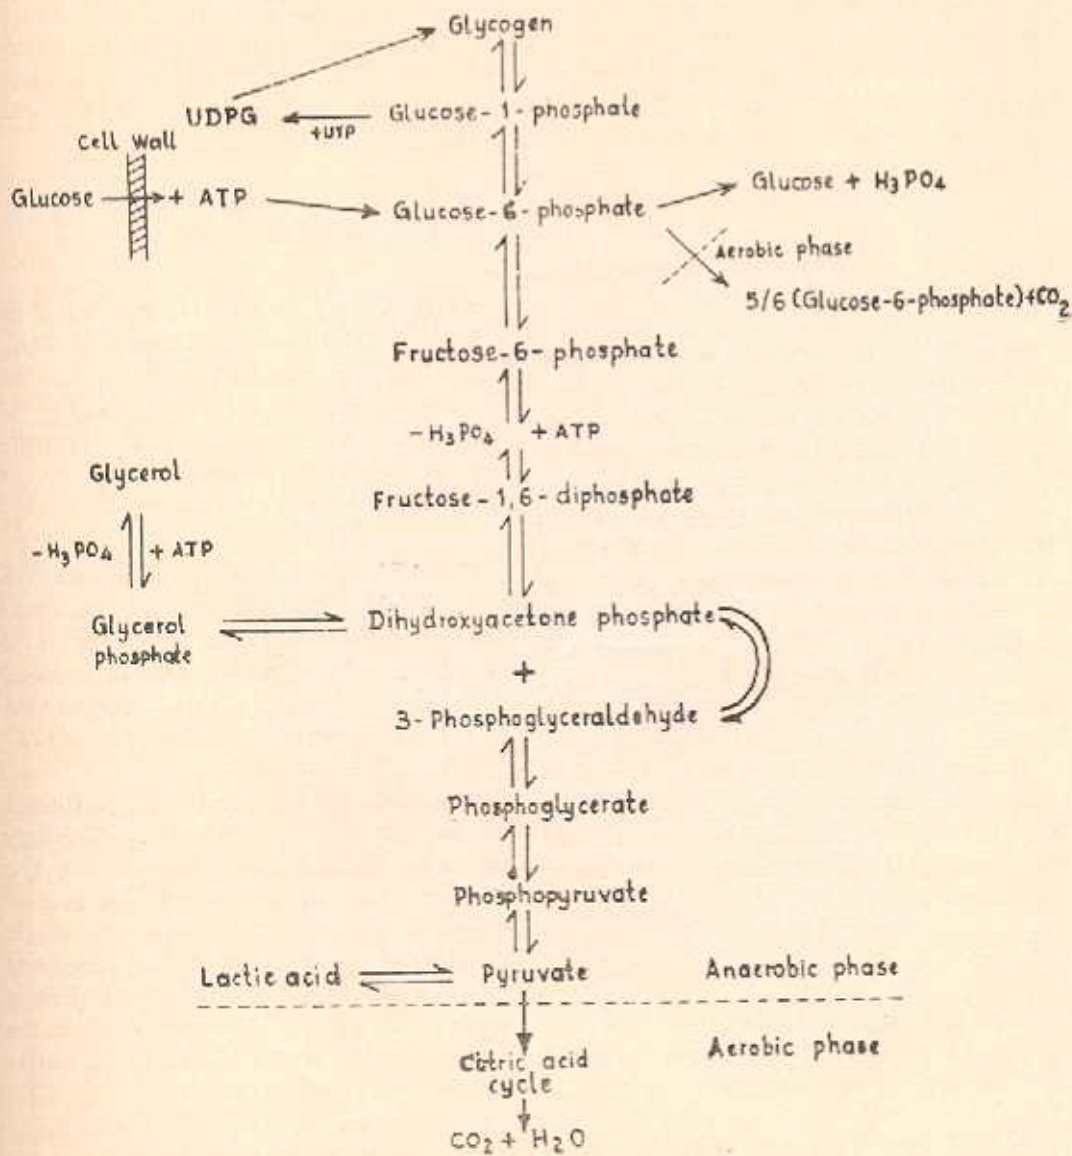 Glycogen
UDPG
+UTP
Glucose-1-phosphate
Cell Wall
Glucose
+ ATP
Glucose-6-phosphate
Glucose + H₃PO₄
Aerobic phase
5/6 (Glucose-6-phosphate)+CO₂
Fructose-6-phosphate
-H₃PO₄ + ATP
Glycerol
Fructose-1,6-diphosphate
-H₃PO₄ + ATP
Glycerol
phosphate
Dihydroxyacetone phosphate
+
3-Phosphoglyceraldehyde
Phosphoglycerate
Phosphopyruvate
Lactic acid
Pyruvate
Anaerobic phase
Aerobic phase
Citric acid
cycle
CO₂ + H₂O